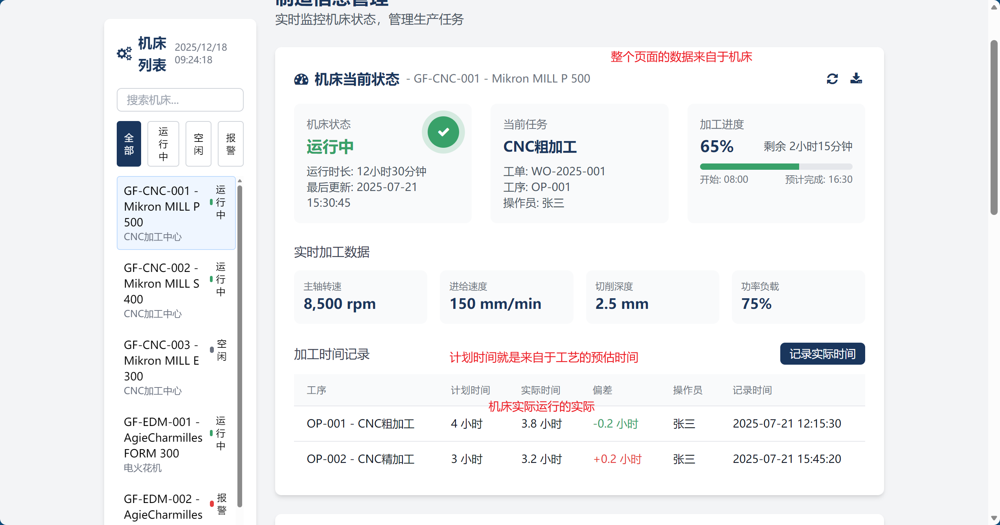 制造信息管理
实时监控机床状态，管理生产任务
机床
列表
2025/12/18
09:24:18
搜索机床...
全
部
运
行
中
空
闲
报
警
GF-CNC-001 -
Mikron MILL P
500
CNC加工中心
运
行
中
GF-CNC-002 -
Mikron MILL S
400
CNC加工中心
运
行
中
GF-CNC-003 -
Mikron MILL E
300
CNC加工中心
空
闲
GF-EDM-001 -
AgieCharmilles
FORM 300
电火花机
运
行
中
GF-EDM-002 -
AgieCharmilles
报
警
整个页面的数据来自于机床
机床当前状态 - GF-CNC-001 - Mikron MILL P 500
机床状态
运行中
运行时长: 12小时30分钟
最后更新: 2025-07-21
15:30:45
当前任务
CNC粗加工
工单: WO-2025-001
工序: OP-001
操作员: 张三
加工进度
65% 剩余 2小时15分钟
开始: 08:00 预计完成: 16:30
实时加工数据
主轴转速
8,500 rpm
进给速度
150 mm/min
切削深度
2.5 mm
功率负载
75%
加工时间记录
计划时间就是来自于工艺的预估时间
记录实际时间
工序 计划时间 实际时间 偏差 操作员 记录时间
机床实际运行的实际
OP-001 - CNC粗加工 4 小时 3.8 小时 -0.2 小时 张三 2025-07-21 12:15:30
OP-002 - CNC精加工 3 小时 3.2 小时 +0.2 小时 张三 2025-07-21 15:45:20